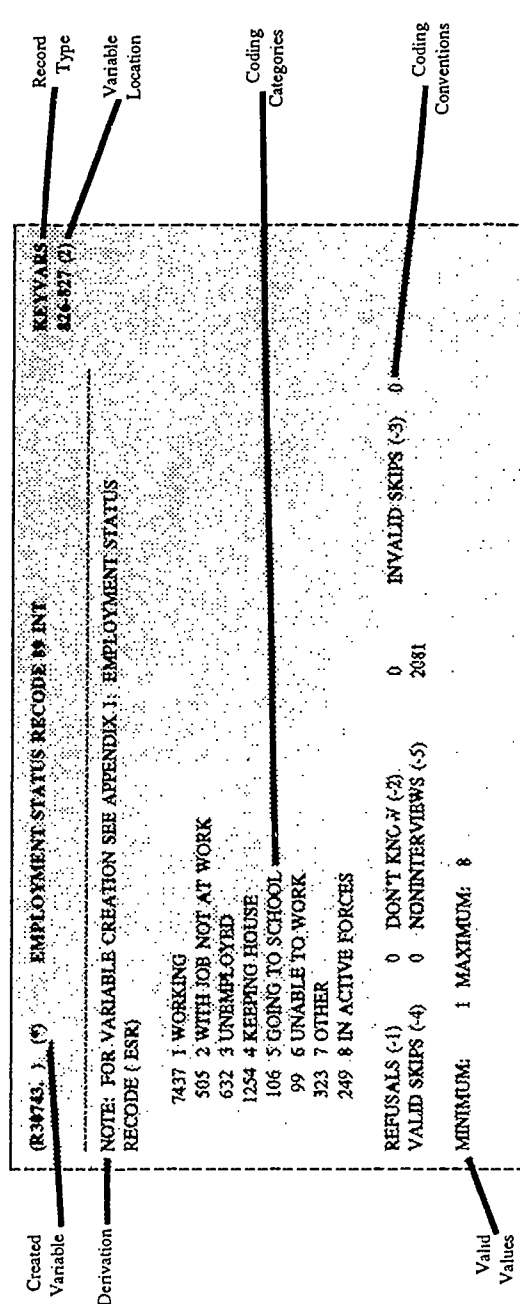 Created
Variable
Record
Type
Variable
Location
(R30743. ). (*) EMPLOYMENT STATUS RECODE 89 INT KEYVARS
826-827 (2)
Derivation
NOTE: FOR VARIABLE CREATION SEE APPENDIX 1: EMPLOYMENT STATUS
RECODE ( ESR)
Coding
Categories
7437 1 WORKING
505 2 WITH JOB NOT AT WORK
632 3 UNEMPLOYED
1254 4 KEEPING HOUSE
106 5 GOING TO SCHOOL
99 6 UNABLE TO WORK
323 7 OTHER
249 8 IN ACTIVE FORCES
Coding
Conventions
REFUSALS (-1) 0 DON'T KNOW (-2) 0 INVALID SKIPS (-3) 0
VALID SKIPS (-4) 0 NONINTERVIEWS (-5) 2081
Valid
Values
MINIMUM: 1 MAXIMUM: 8